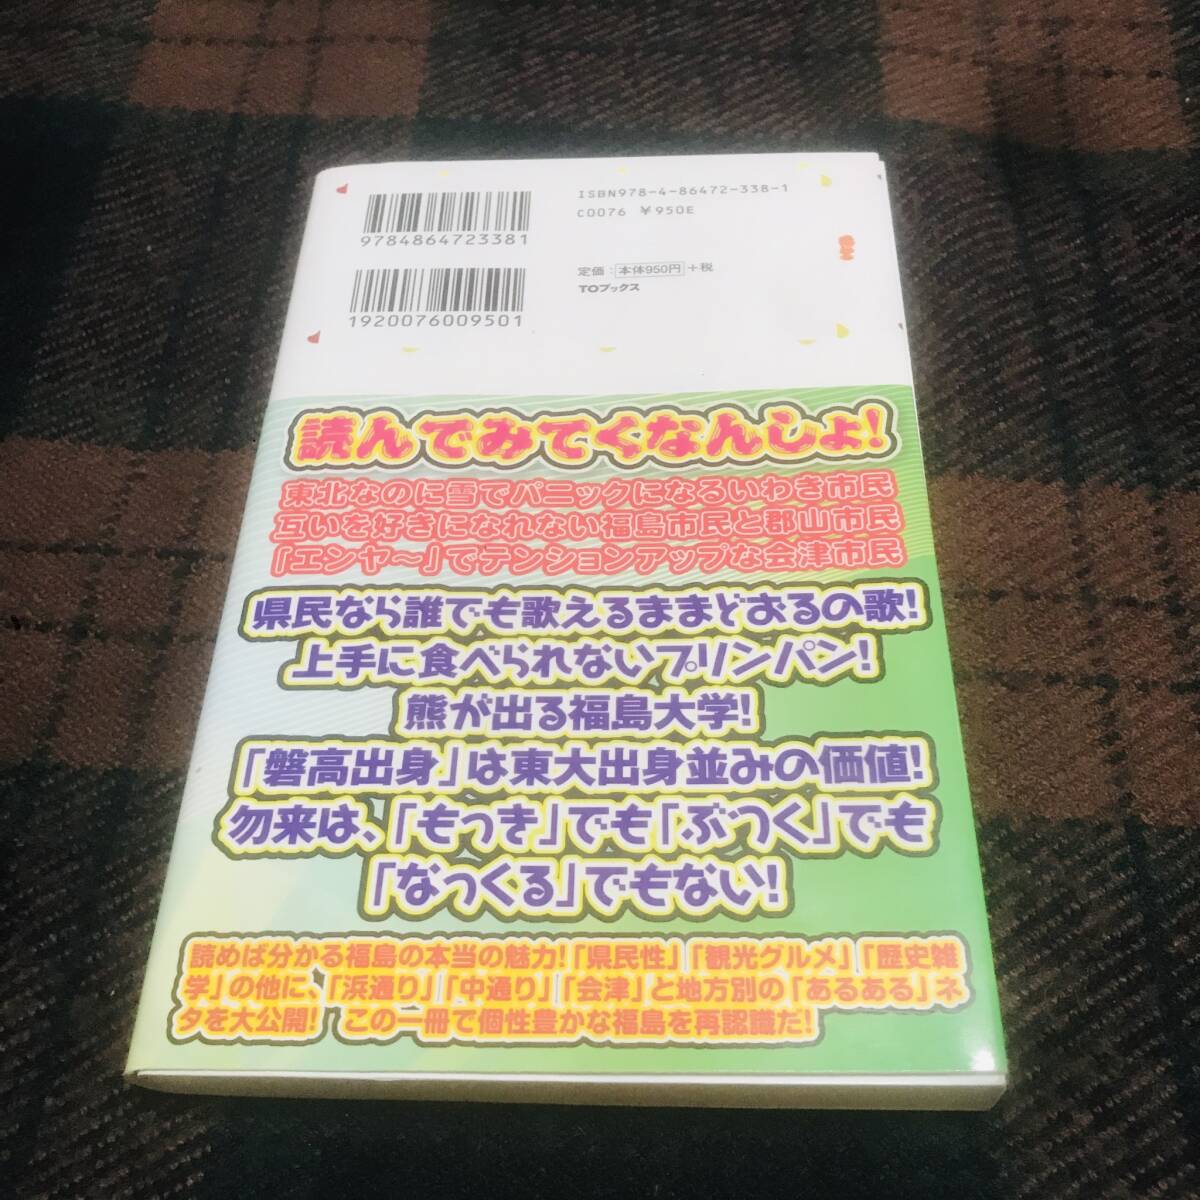 ISBN978-4-86472-338-1
C0076 ¥950E
9784864723381
定価:本体950円+税
TOブックス
1920076009501
読んでみてくなんしょ!
東北なのに雪でパニックになるいわき市民
互いを好きになれない福島市民と郡山市民
「エンヤ〜」でテンションアップな会津市民
県民なら誰でも歌えるままどおるの歌!
上手に食べられないプリンパン!
熊が出る福島大学!
「磐高出身」は東大出身並みの価値!
勿来は、「もっき」でも「ぶつく」でも
「なっくる」でもない!
読めば分かる福島の本当の魅力!「県民性」「観光グルメ」「歴史雑
学」の他に、「浜通り」「中通り」「会津」と地方別の「あるある」ネ
タを大公開! この一冊で個性豊かな福島を再認識だ!